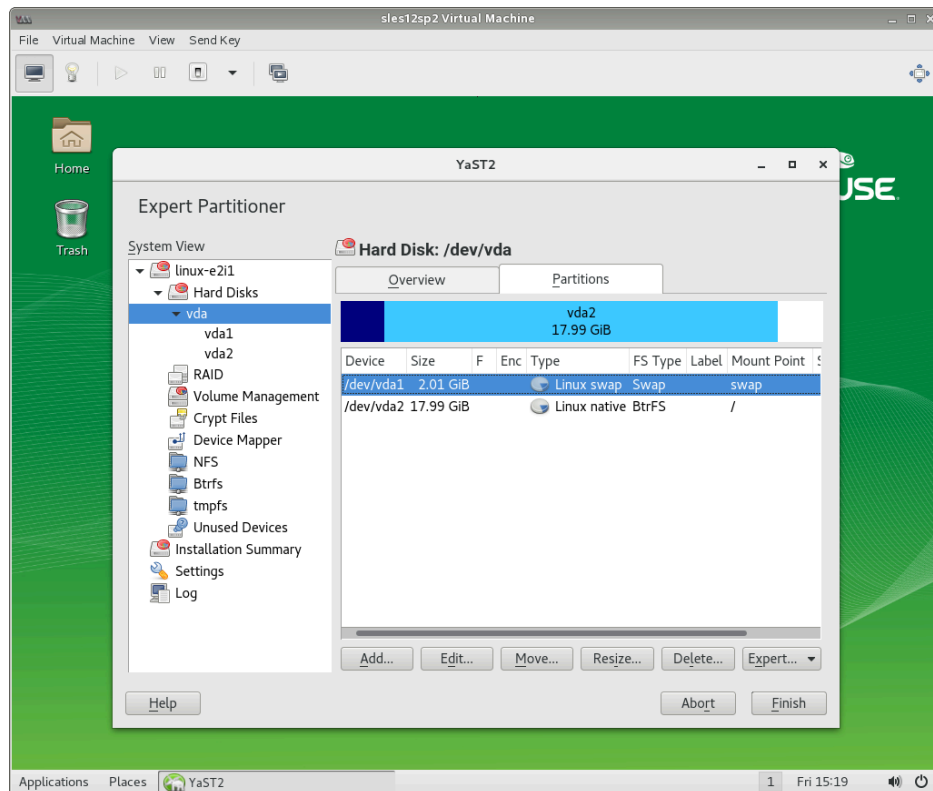 sles12sp2 Virtual Machine
File Virtual Machine View Send Key
Home
Trash
USE.
YaST2
Expert Partitioner
System View
linux-e2i1
Hard Disks
vda
vda1
vda2
RAID
Volume Management
Crypt Files
Device Mapper
NFS
Btrfs
tmpfs
Unused Devices
Installation Summary
Settings
Log
Hard Disk: /dev/vda
Overview Partitions
vda2
17.99 GiB
Device Size F Enc Type FS Type Label Mount Point S
/dev/vda1 2.01 GiB Linux swap Swap swap
/dev/vda2 17.99 GiB Linux native BtrFS /
Add... Edit... Move... Resize... Delete... Expert...
Help Abort Finish
Applications Places YaST2 1 Fri 15:19